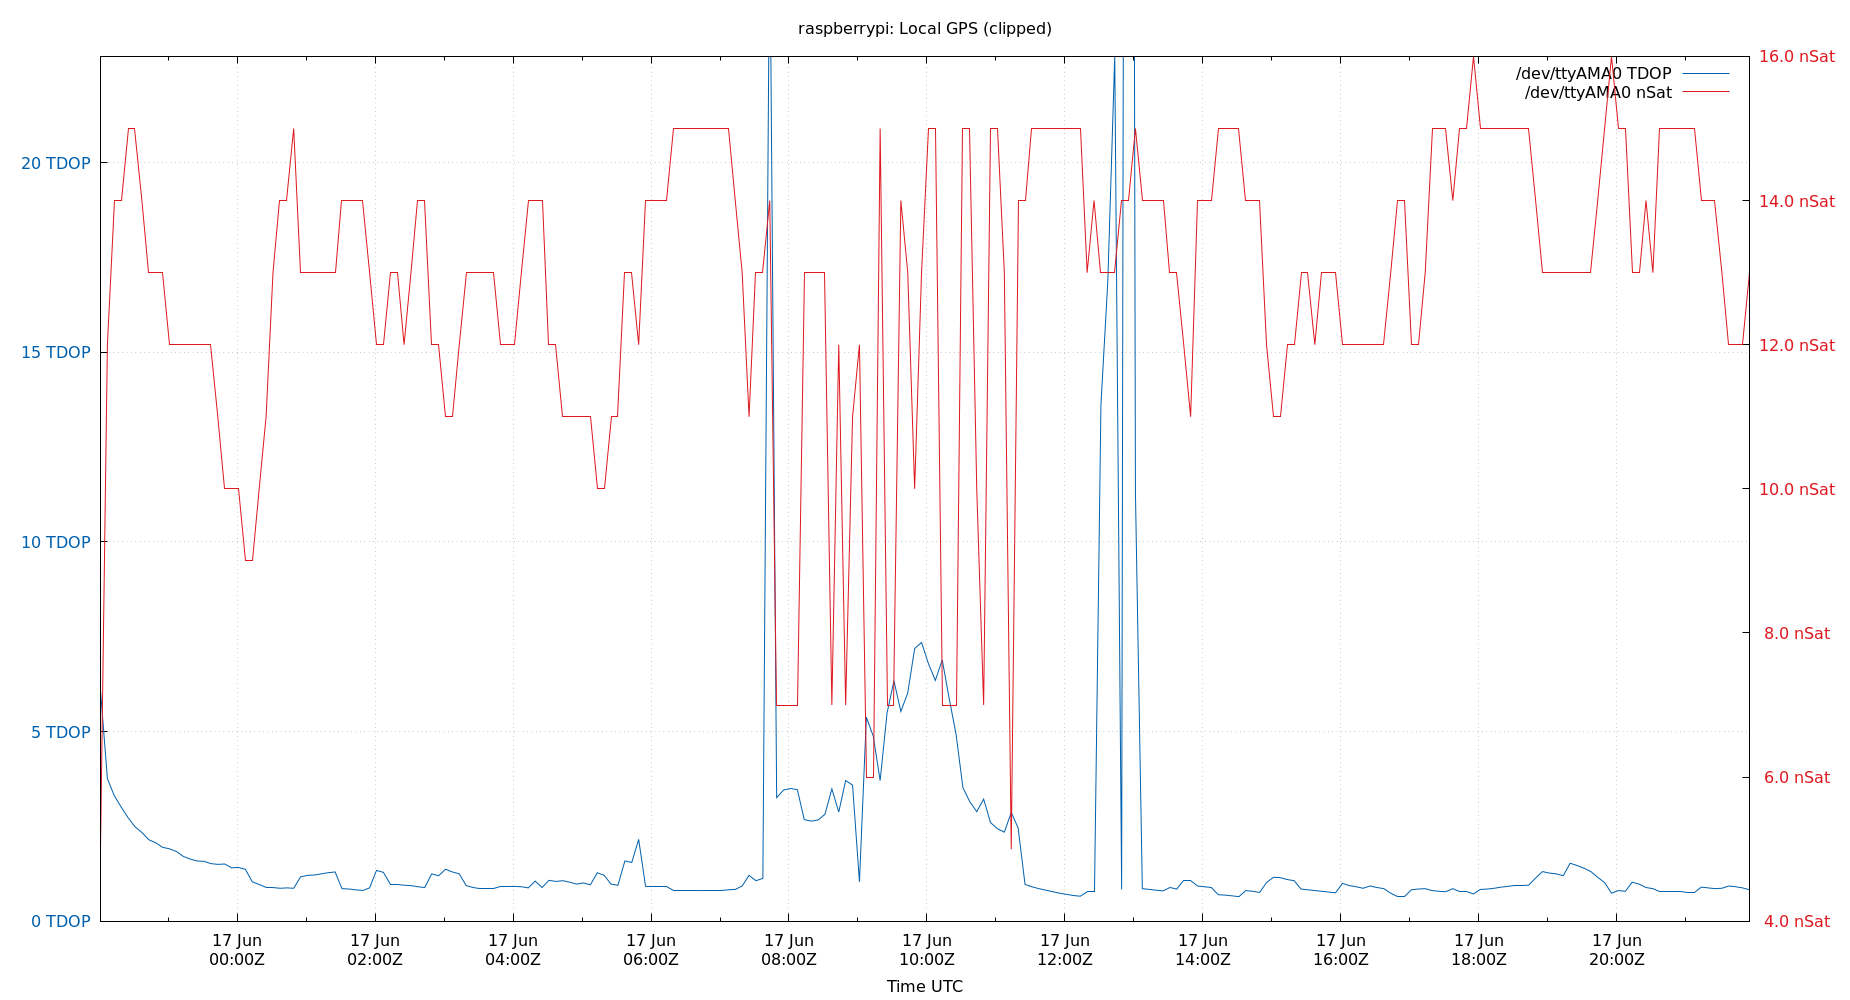 raspberrypi: Local GPS (clipped)
/dev/ttyAMA0 TDOP
/dev/ttyAMA0 nSat
20 TDOP
15 TDOP
10 TDOP
5 TDOP
0 TDOP
16.0 nSat
14.0 nSat
12.0 nSat
10.0 nSat
8.0 nSat
6.0 nSat
4.0 nSat
17 Jun 17 Jun 17 Jun 17 Jun 17 Jun 17 Jun 17 Jun 17 Jun 17 Jun 17 Jun 17 Jun
00:00Z 02:00Z 04:00Z 06:00Z 08:00Z 10:00Z 12:00Z 14:00Z 16:00Z 18:00Z 20:00Z
Time UTC